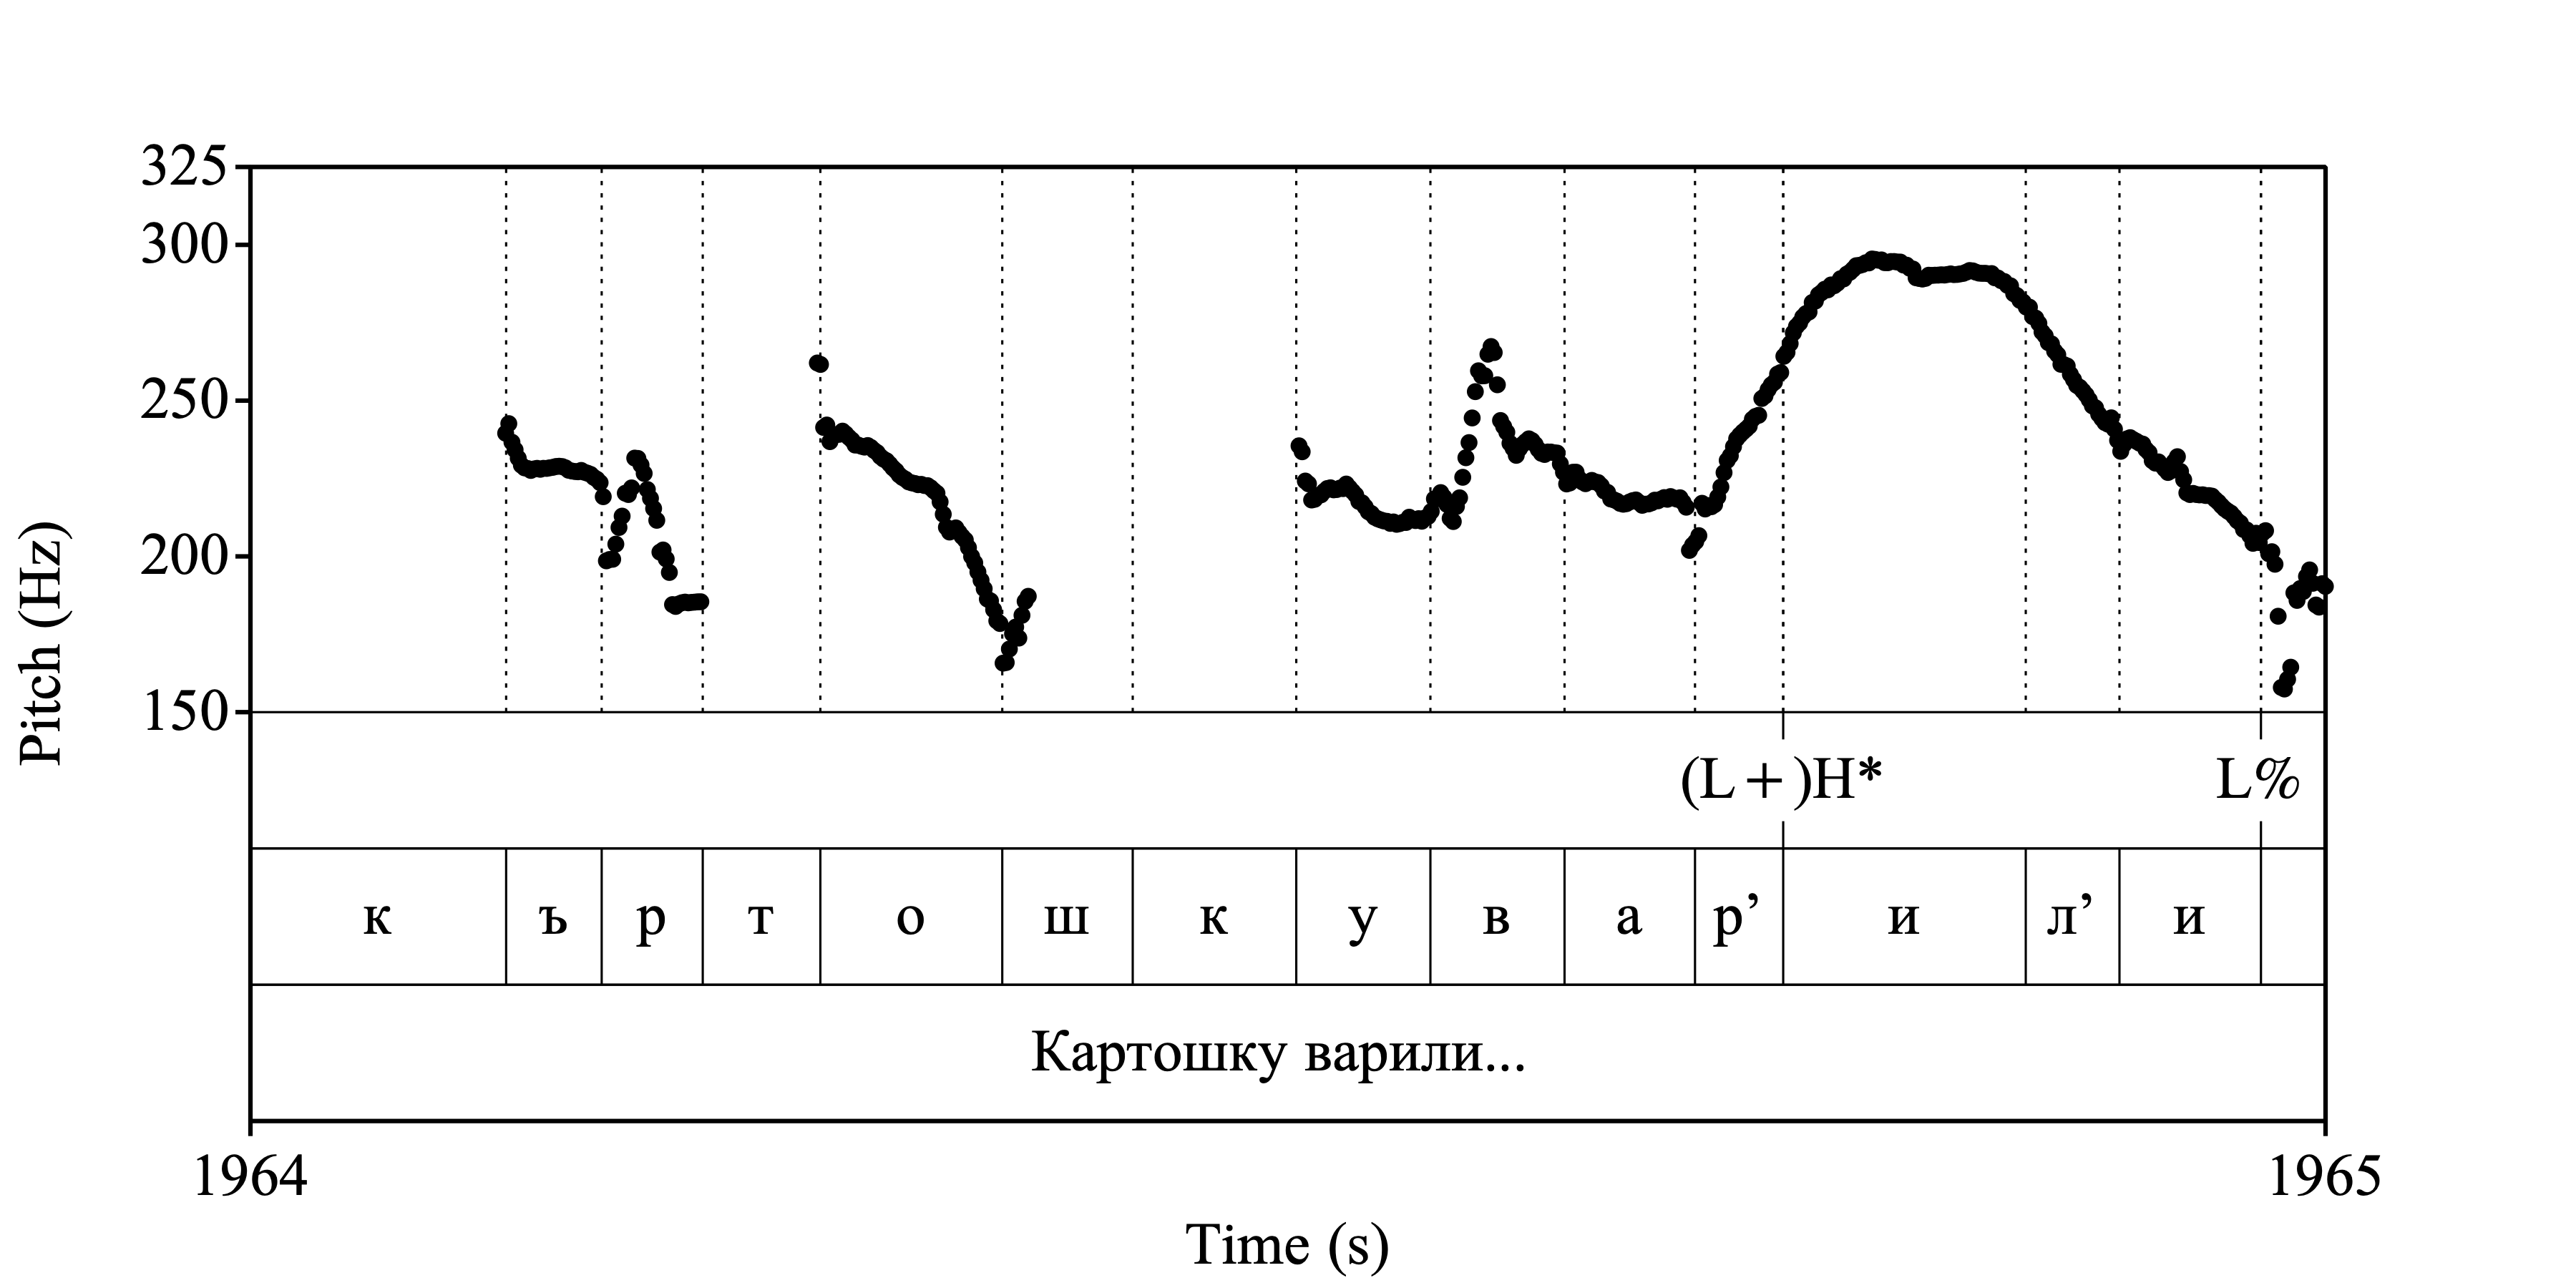 325
300
250
200
150
Pitch (Hz)
(L+)H* L%
к ъ р т о ш к у в а р’ и л’ и
Картошку варили...
1964 1965
Time (s)